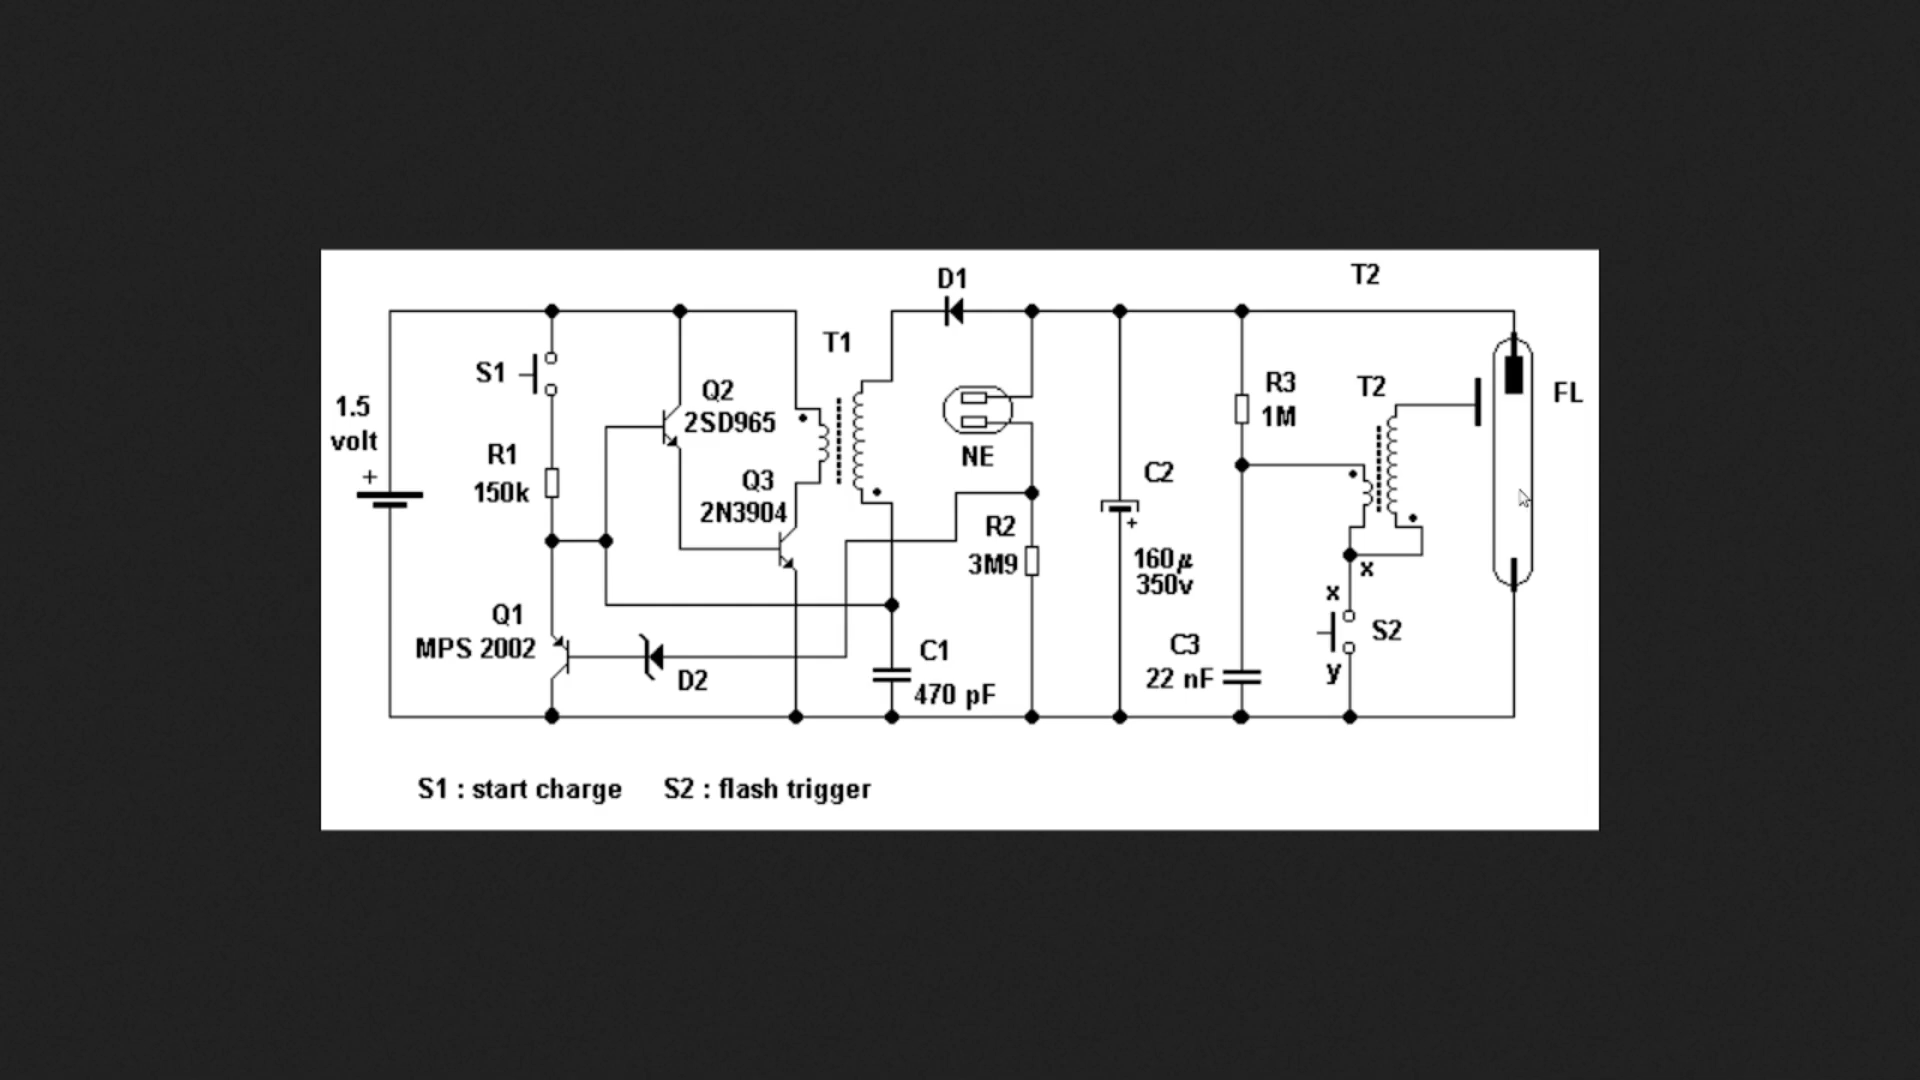 T2
D1
T1
S1
Q2
2SD965
R3
1M
T2
FL
1.5
volt
+
R1
150k
Q3
2N3904
NE
C2
+
R2
3M9
160µ
350v
x
x
S2
y
Q1
MPS 2002
D2
C1
470 pF
C3
22 nF
S1 : start charge S2 : flash trigger